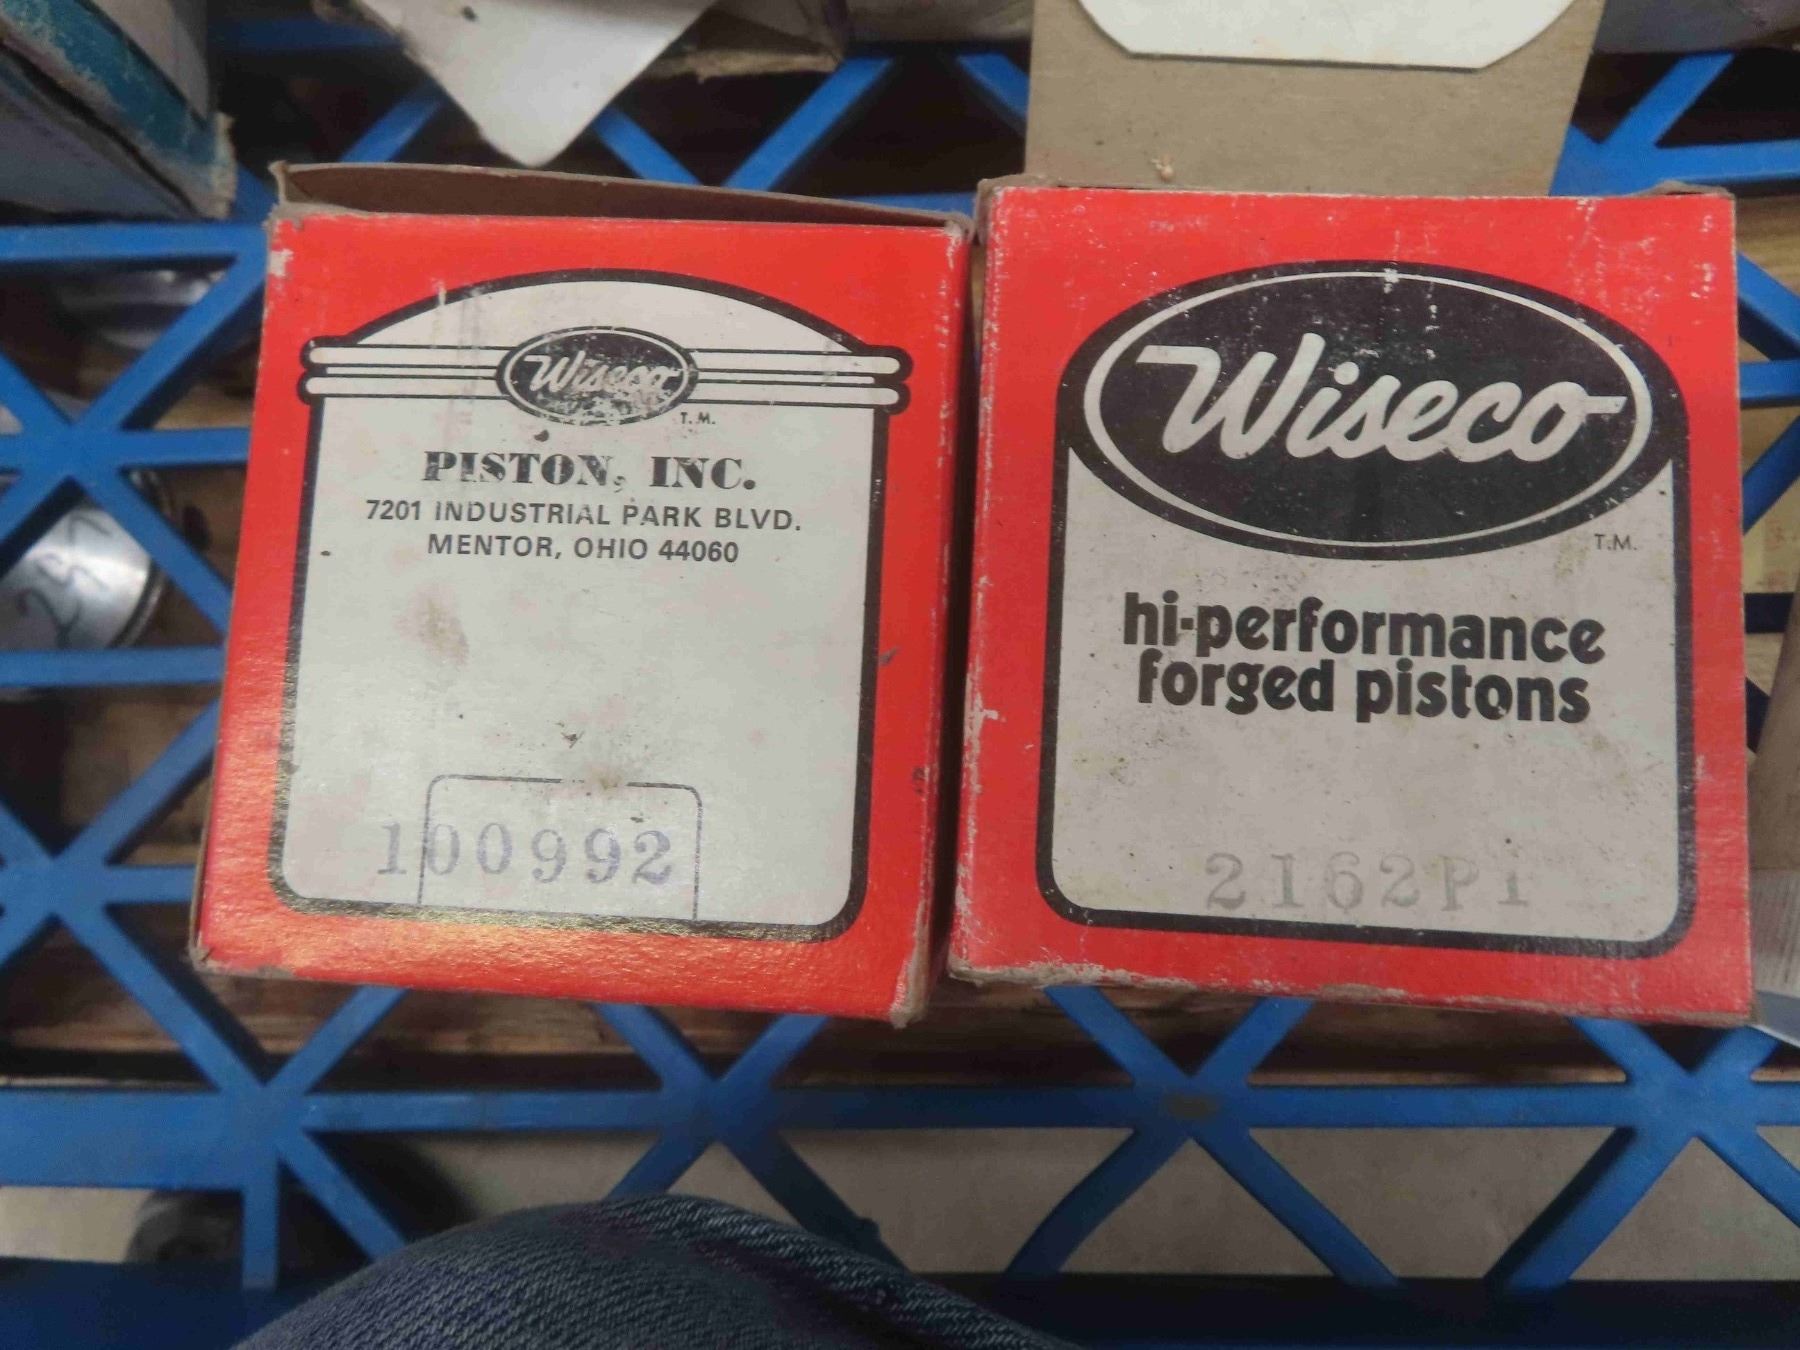 Wiseco
T.M.
PISTON, INC.
7201 INDUSTRIAL PARK BLVD.
MENTOR, OHIO 44060
100992
Wiseco
T.M.
hi-performance
forged pistons
2162P1